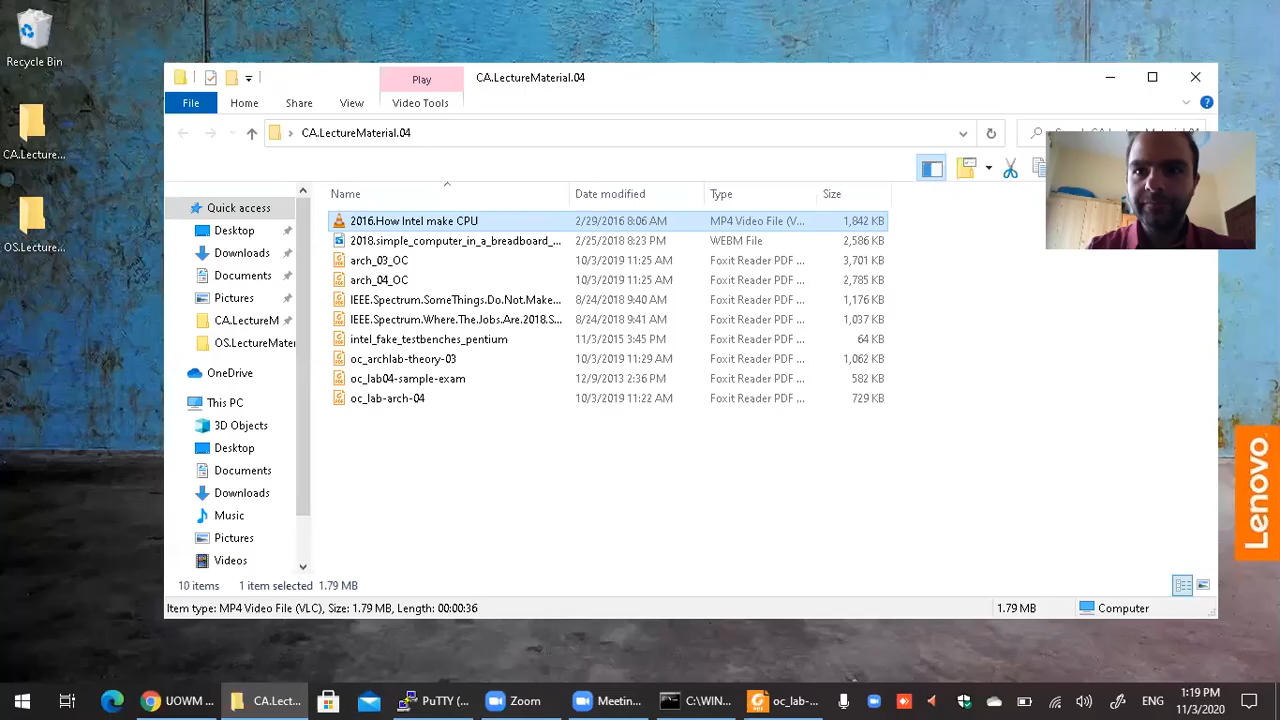 Recycle Bin
CA.Lecture...
OS.Lecture...
Play
CA.LectureMaterial.04
File
Home
Share
View
Video Tools
CA.LectureMaterial.04
Name
Date modified
Type
Size
Quick access
Desktop
Downloads
Documents
Pictures
CA.LectureM
OS.LectureMater
OneDrive
This PC
3D Objects
Desktop
Documents
Downloads
Music
Pictures
Videos
2016.How Intel make CPU 2/29/2016 8:06 AM MP4 Video File (V... 1,842 KB
2018.simple_computer_in_a_breadboard_... 2/25/2018 8:23 PM WEBM File 2,586 KB
arch_03_OC 10/3/2019 11:25 AM Foxit Reader PDF ... 3,701 KB
arch_04_OC 10/3/2019 11:25 AM Foxit Reader PDF ... 2,785 KB
IEEE.Spectrum.SomeThings.Do.Not.Make... 8/24/2018 9:40 AM Foxit Reader PDF ... 1,176 KB
IEEE.Spectrum.Where.The.Jobs.Are.2018.S... 8/24/2018 9:41 AM Foxit Reader PDF ... 1,037 KB
intel_fake_testbenches_pentium 11/3/2015 3:45 PM Foxit Reader PDF ... 64 KB
oc_archlab-theory-03 10/3/2019 11:29 AM Foxit Reader PDF ... 1,062 KB
oc_lab04-sample-exam 12/9/2013 2:36 PM Foxit Reader PDF ... 582 KB
oc_lab-arch-04 10/3/2019 11:22 AM Foxit Reader PDF ... 729 KB
10 items 1 item selected 1.79 MB
Item type: MP4 Video File (VLC), Size: 1.79 MB, Length: 00:00:36
1.79 MB
Computer
Lenovo
UOWM ...
CA.Lect...
PuTTY (...
Zoom
Meetin...
C:\WIN...
oc_lab-...
ENG
1:19 PM
11/3/2020